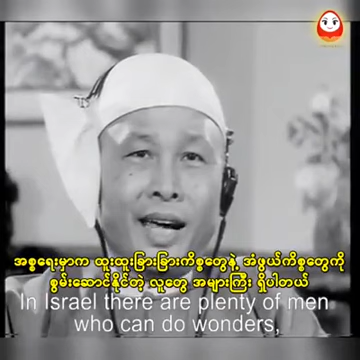 အစ္စရေးမှာက ထူးထူးခြားခြားကိစ္စတွေနဲ့ အံဖွယ်ကိစ္စတွေကို
စွမ်းဆောင်နိုင်တဲ့ လူတွေ အများကြီး ရှိပါတယ်
In Israel there are plenty of men
who can do wonders,